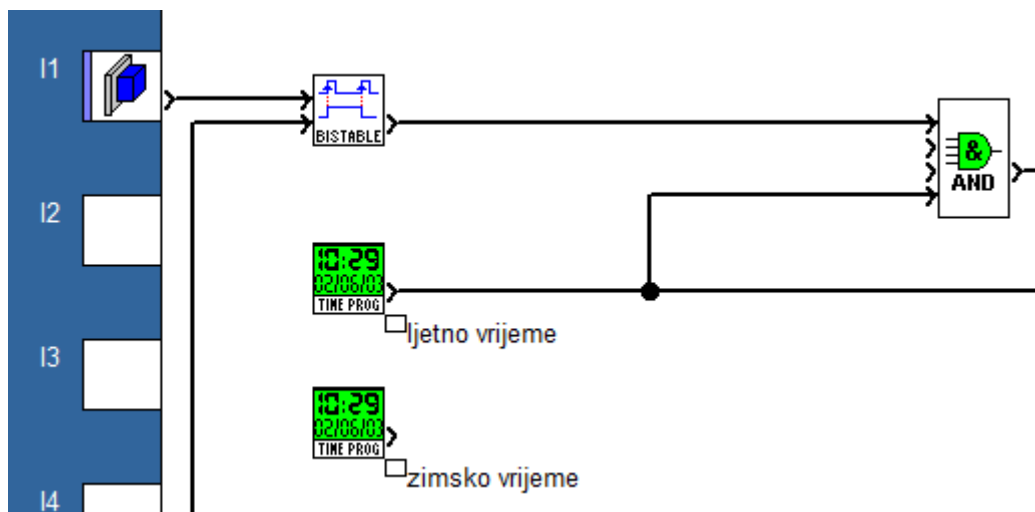 I1
BISTABLE
&
AND
I2
10:29
02/06/03
TIME PROG
ljetno vrijeme
I3
10:29
02/06/03
TIME PROG
zimsko vrijeme
I4